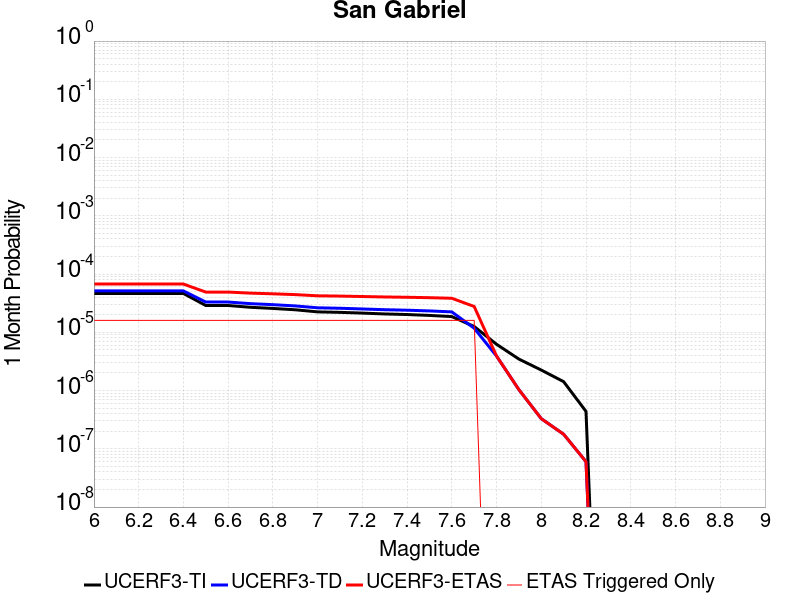 San Gabriel
10^0
10^-1
10^-2
10^-3
10^-4
10^-5
10^-6
10^-7
10^-8
1 Month Probability
6 6.2 6.4 6.6 6.8 7 7.2 7.4 7.6 7.8 8 8.2 8.4 8.6 8.8 9
Magnitude
UCERF3-TI UCERF3-TD UCERF3-ETAS ETAS Triggered Only